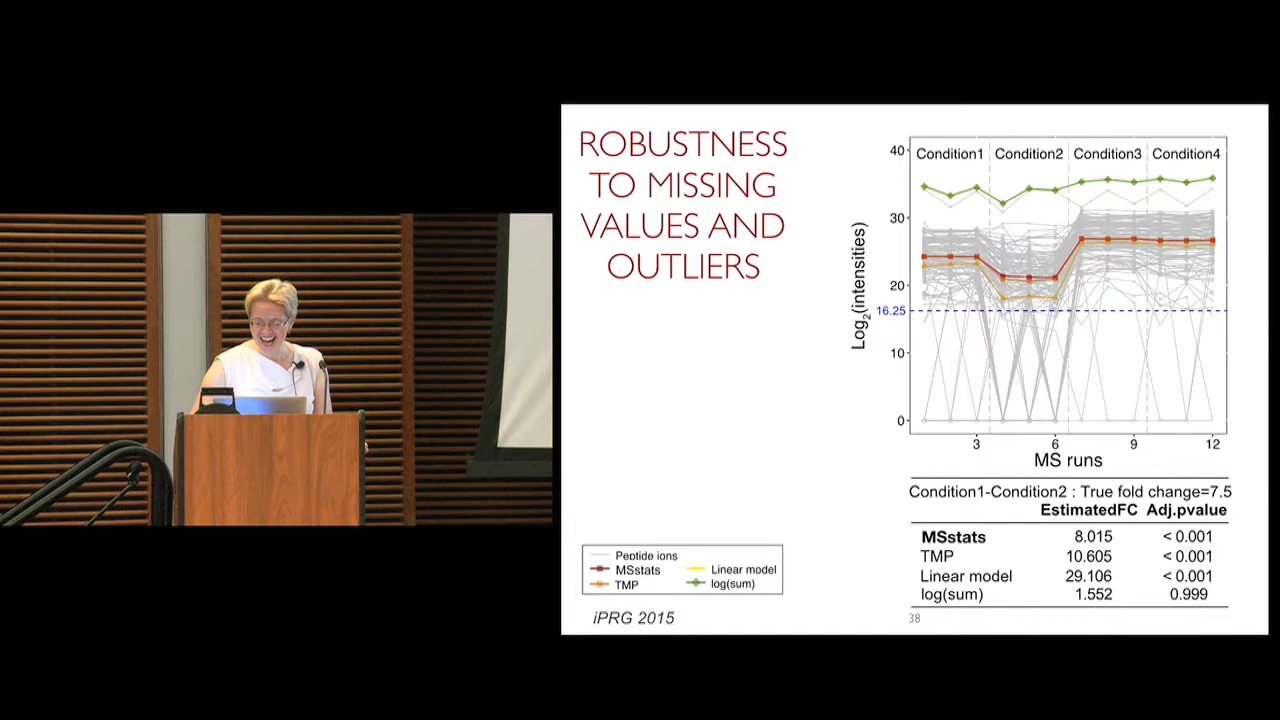 ROBUSTNESS
TO MISSING
VALUES AND
OUTLIERS
Condition1 Condition2 Condition3 Condition4
40
30
20
16.25
10
0
Log2(intensities)
3 6 9 12
MS runs
Condition1-Condition2 : True fold change=7.5
EstimatedFC Adj.pvalue
MSstats 8.015 < 0.001
TMP 10.605 < 0.001
Linear model 29.106 < 0.001
log(sum) 1.552 0.999
Peptide ions
MSstats Linear model
TMP log(sum)
iPRG 2015
38